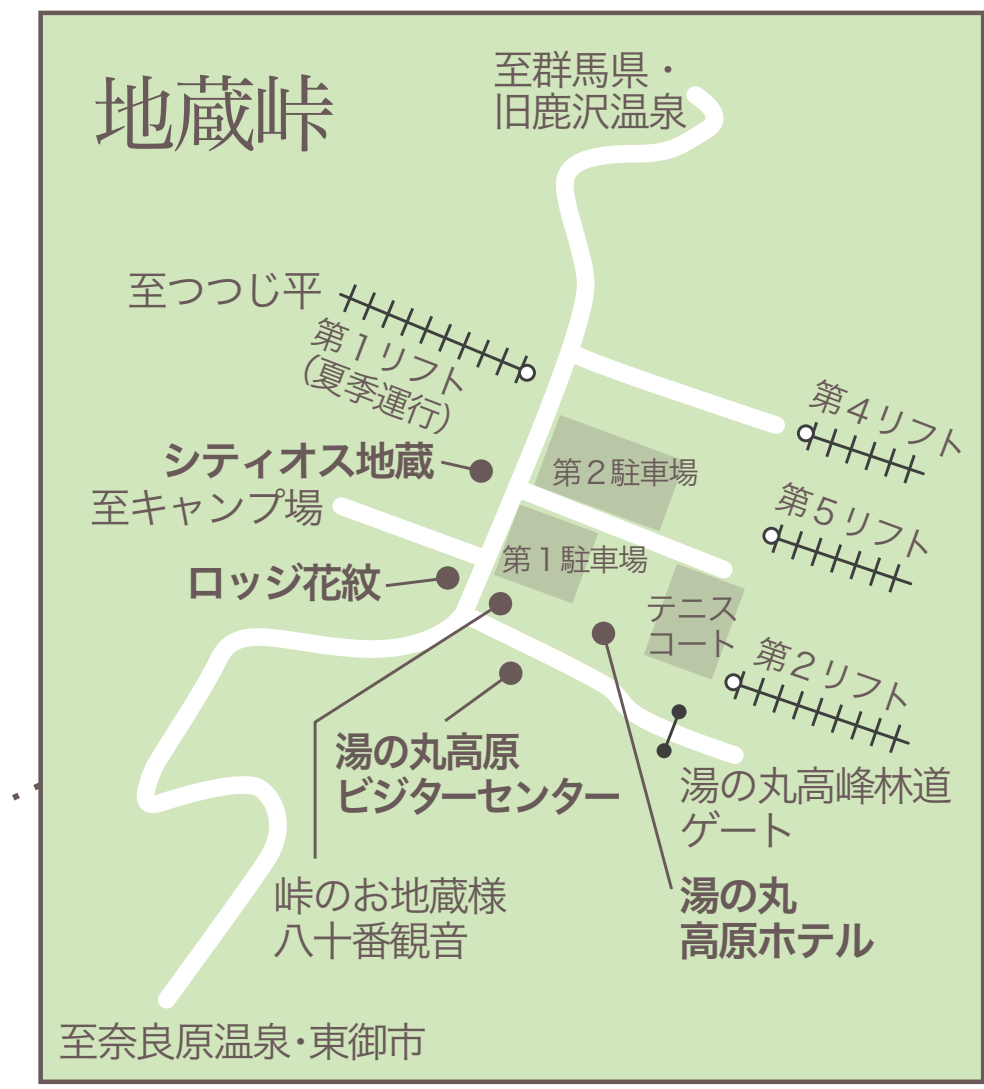 地蔵峠
至群馬県・
旧鹿沢温泉
至つつじ平
第１リフト
（夏季運行）
第４リフト
シティオス地蔵
第２駐車場
至キャンプ場
第５リフト
第１駐車場
ロッジ花紋
テニス
コート
第２リフト
湯の丸高原
ビジターセンター
湯の丸高峰林道
ゲート
峠のお地蔵様
八十番観音
湯の丸
高原ホテル
至奈良原温泉・東御市